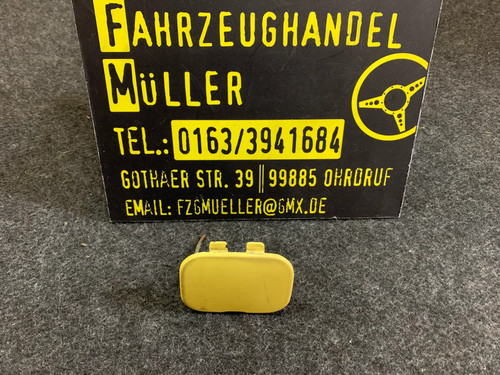 FAHRZEUGHANDEL
MÜLLER
TEL.: 0163/3941684
GOTHAER STR. 39 || 99885 OHRDRUF
EMAIL: FZGMUELLER@GMX.DE